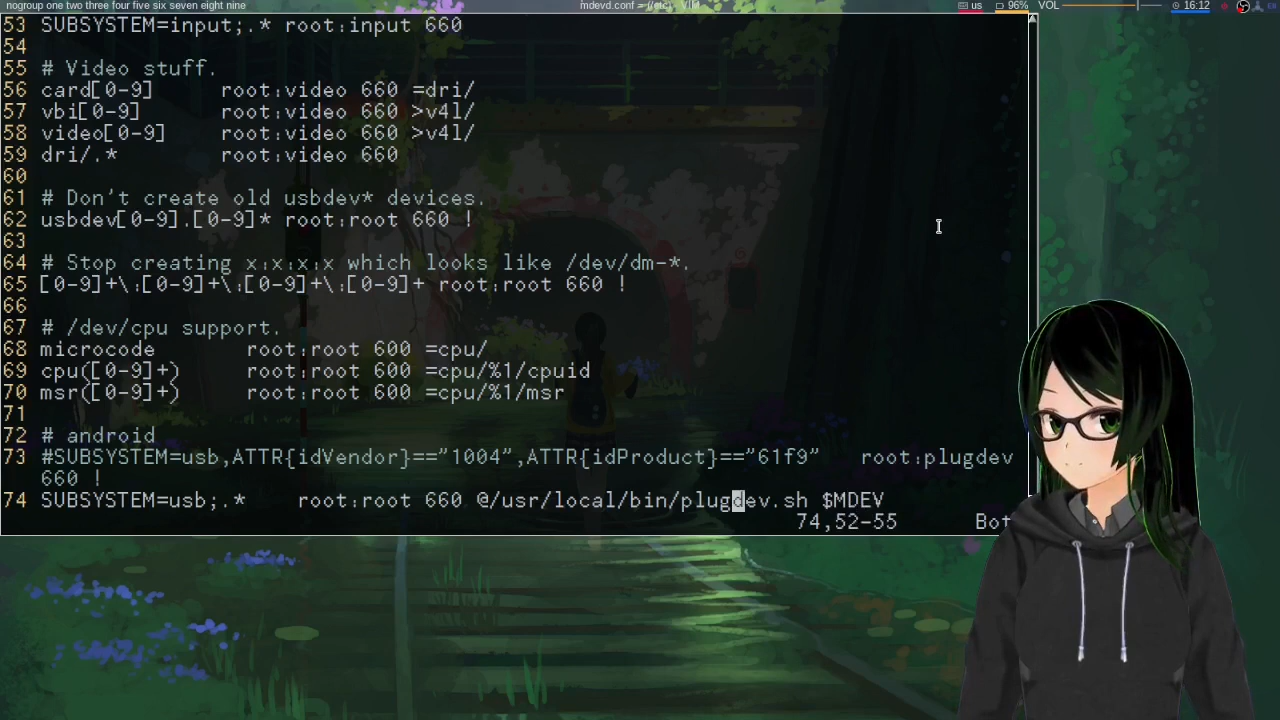 nogroup one two three four five six seven eight nine
mdevd.conf = (/etc) - VIM
us 96% VOL 16:12
53 SUBSYSTEM=input;.* root:input 660
54
55 # Video stuff.
56 card[0-9] root:video 660 =dri/
57 vbi[0-9] root:video 660 >v4l/
58 video[0-9] root:video 660 >v4l/
59 dri/.* root:video 660
60
61 # Don't create old usbdev* devices.
62 usbdev[0-9].[0-9]* root:root 660 !
63
64 # Stop creating x:x:x:x which looks like /dev/dm-*.
65 [0-9]+\:[0-9]+\:[0-9]+\:[0-9]+ root:root 660 !
66
67 # /dev/cpu support.
68 microcode root:root 600 =cpu/
69 cpu([0-9]+) root:root 600 =cpu/%1/cpuid
70 msr([0-9]+) root:root 600 =cpu/%1/msr
71
72 # android
73 #SUBSYSTEM=usb,ATTR{idVendor}=="1004",ATTR{idProduct}=="61f9" root:plugdev
660 !
74 SUBSYSTEM=usb;.* root:root 660 @/usr/local/bin/plugdev.sh $MDEV
74,52-55 Bot